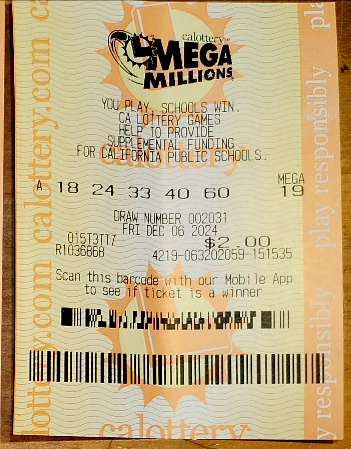 calottery
MEGA
MILLIONS
YOU PLAY, SCHOOLS WIN.
CA LOTTERY GAMES
HELP TO PROVIDE
SUPPLEMENTAL FUNDING
FOR CALIFORNIA PUBLIC SCHOOLS.
MEGA
A 18 24 33 40 60 19
DRAW NUMBER 002031
FRI DEC 06 2024
015T3T17 $2.00
R103686B 4219-063202059-151535
Scan this barcode with our Mobile App
to see if ticket is a winner
calottery
calottery.com calottery.com
play responsibly play responsibly